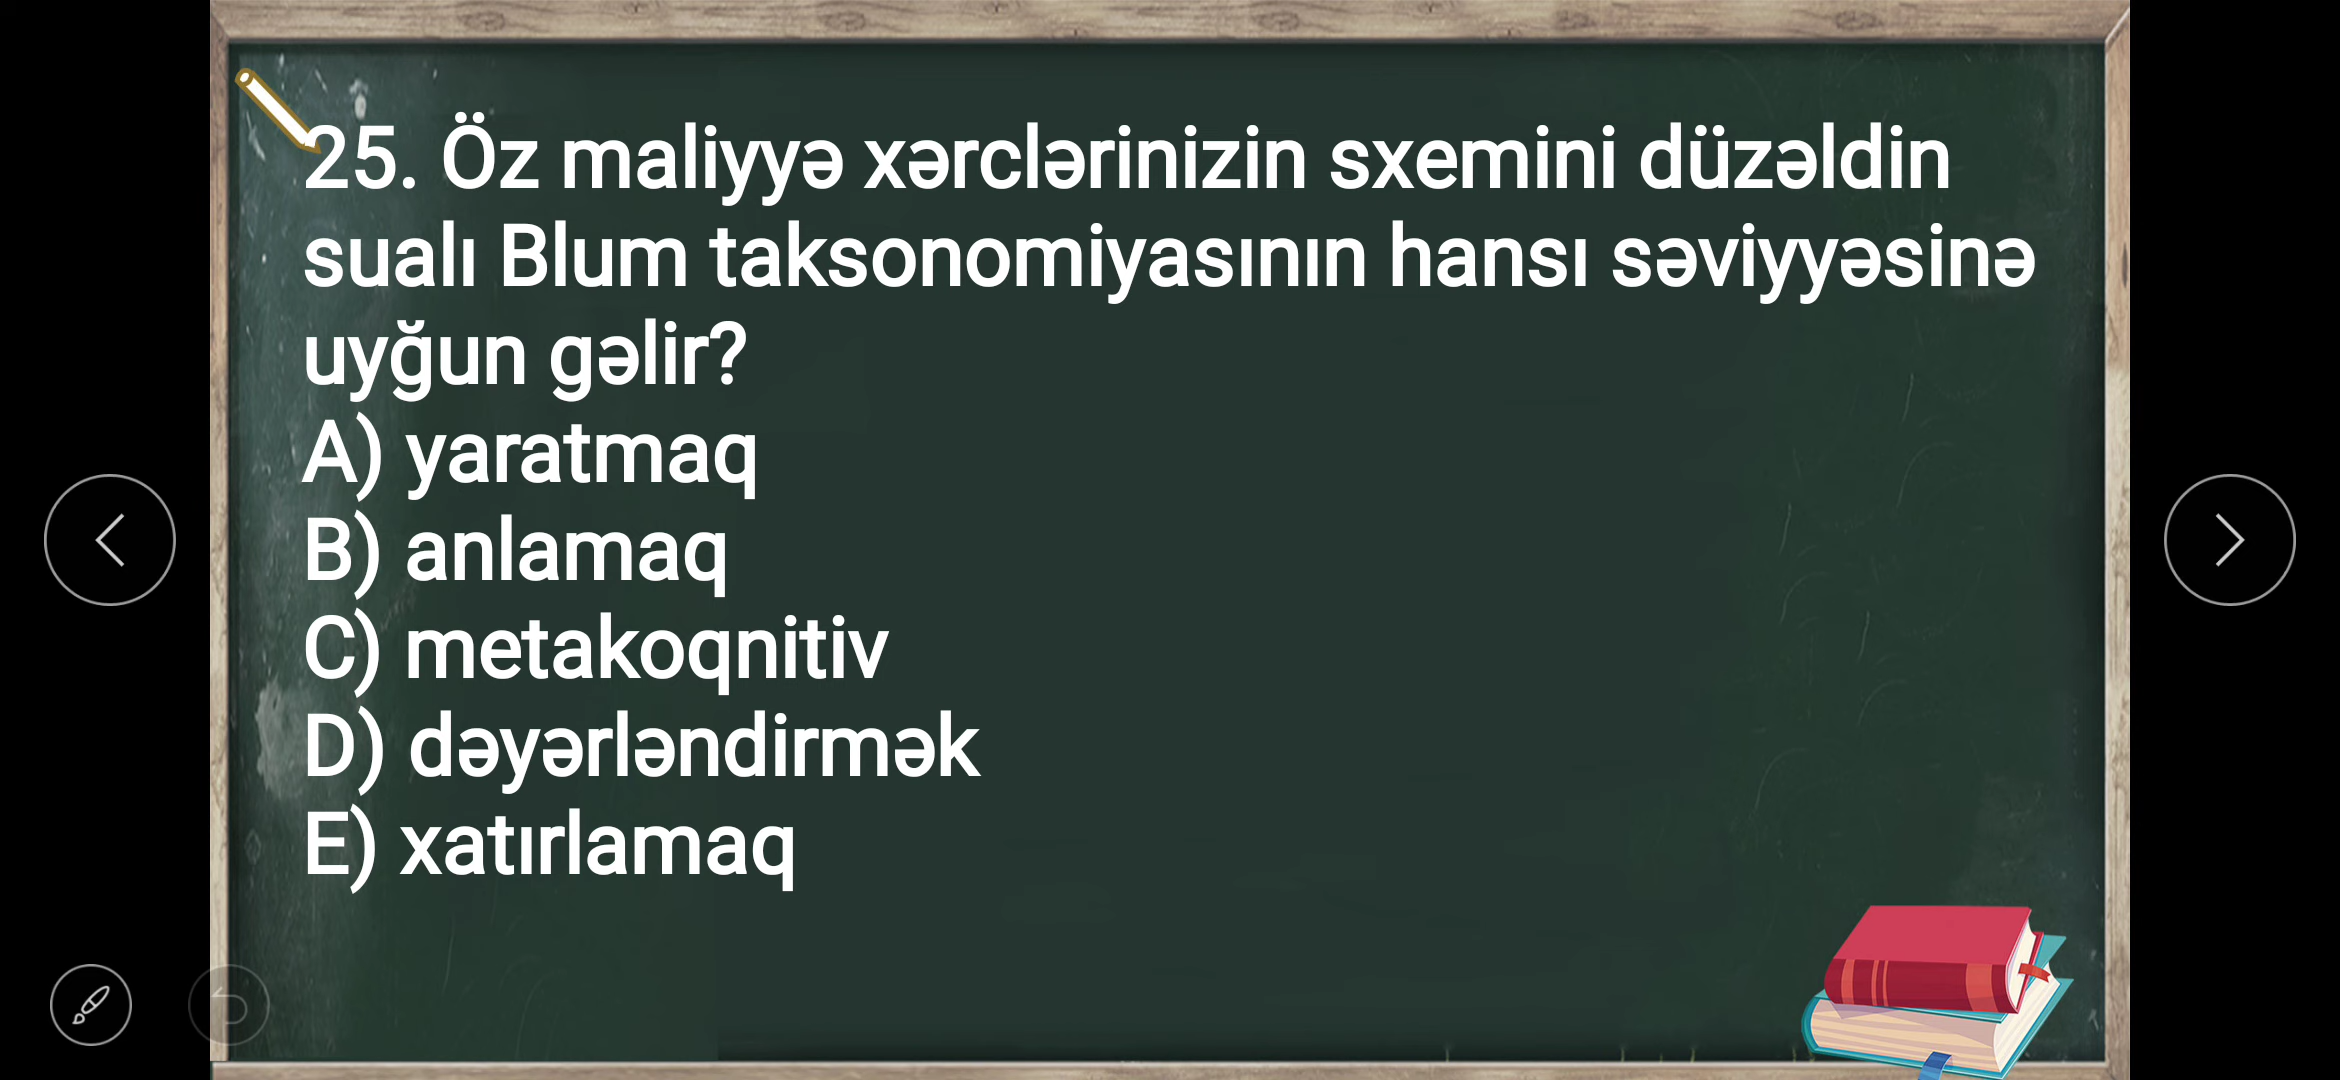 25. Öz maliyyə xərclərinizin sxemini düzəldin
sualı Blum taksonomiyasının hansı səviyyəsinə
uyğun gəlir?
A) yaratmaq
B) anlamaq
C) metakoqnitiv
D) dəyərləndirmək
E) xatırlamaq